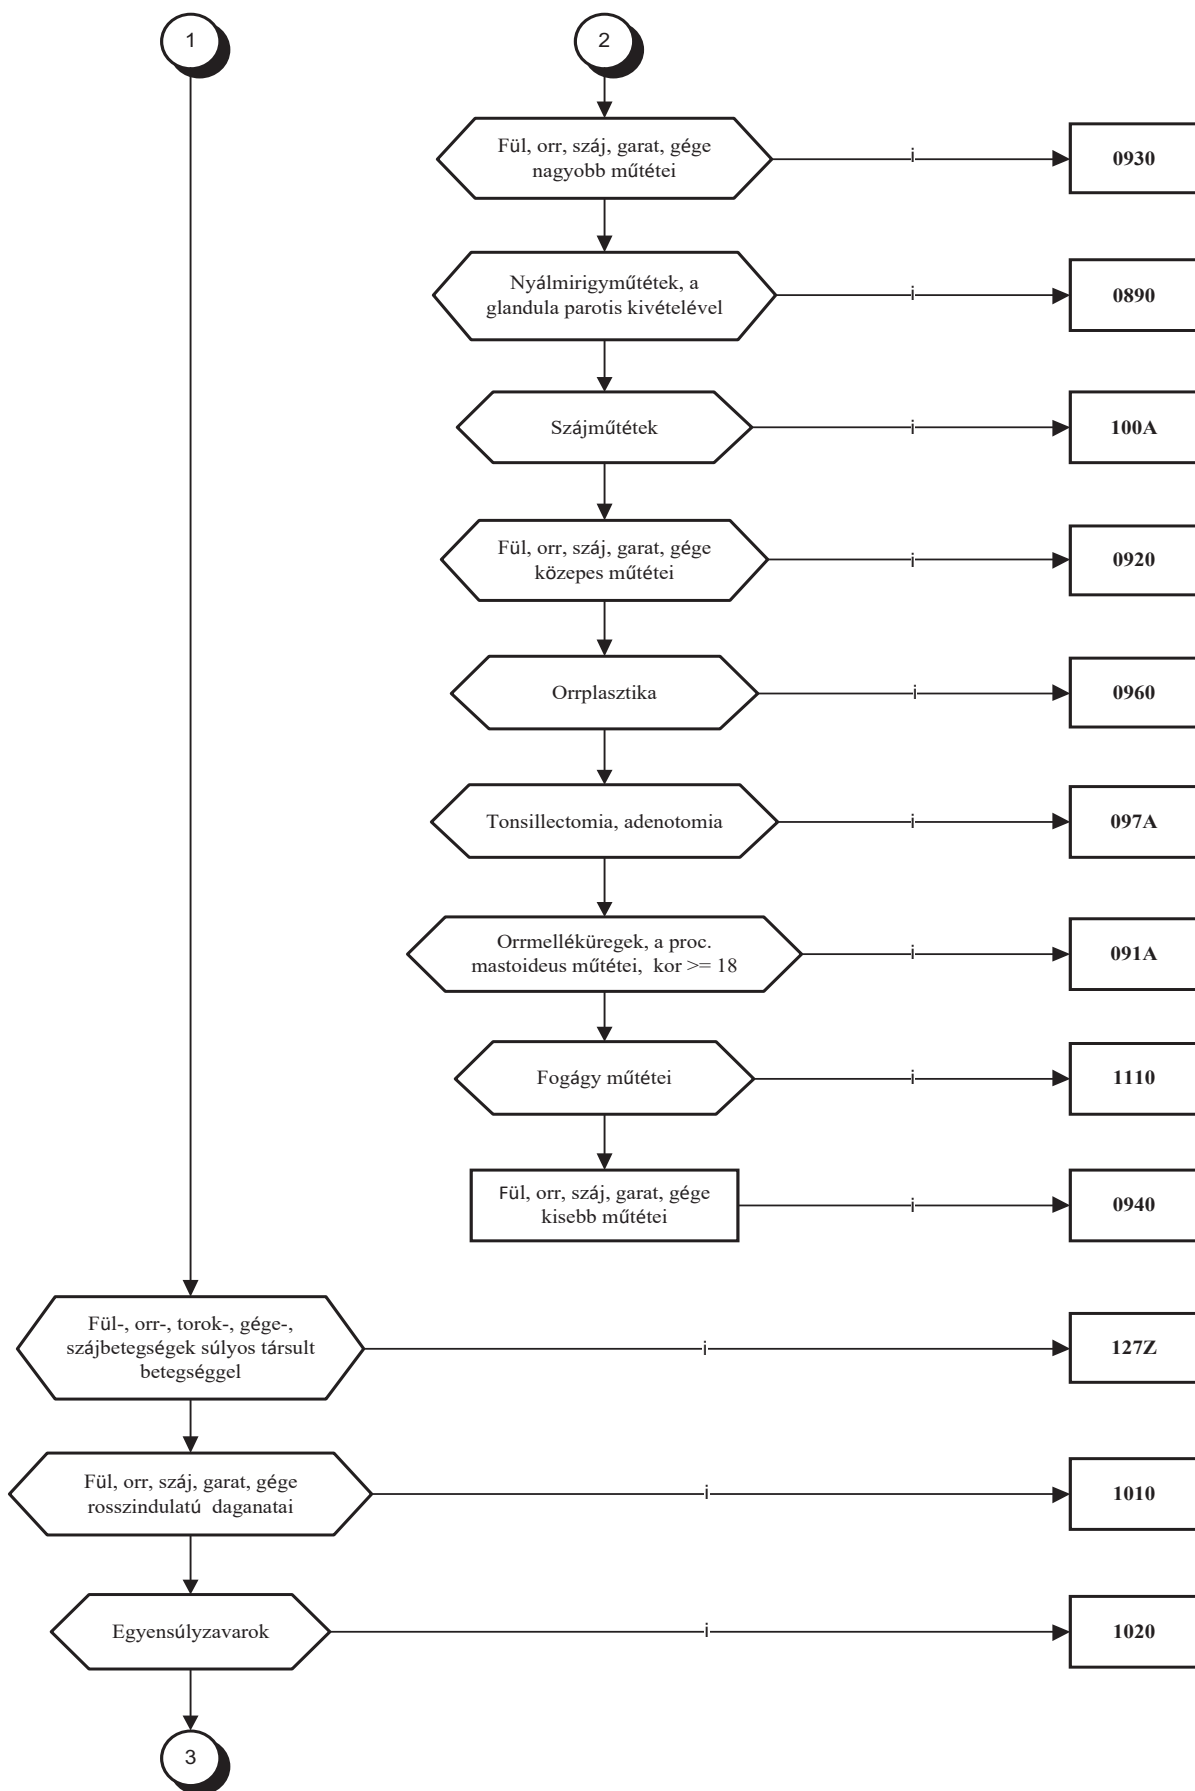 1
2
Fül, orr, száj, garat, gége
nagyobb műtétei
i
0930
Nyálmirigyműtétek, a
glandula parotis kivételével
i
0890
Szájműtétek
i
100A
Fül, orr, száj, garat, gége
közepes műtétei
i
0920
Orrplasztika
i
0960
Tonsillectomia, adenotomia
i
097A
Orrmelléküregek, a proc.
mastoideus műtétei, kor >= 18
i
091A
Fogágy műtétei
i
1110
Fül, orr, száj, garat, gége
kisebb műtétei
i
0940
Fül-, orr-, torok-, gége-,
szájbetegségek súlyos társult
betegséggel
i
127Z
Fül, orr, száj, garat, gége
rosszindulatú daganatai
i
1010
Egyensúlyzavarok
i
1020
3